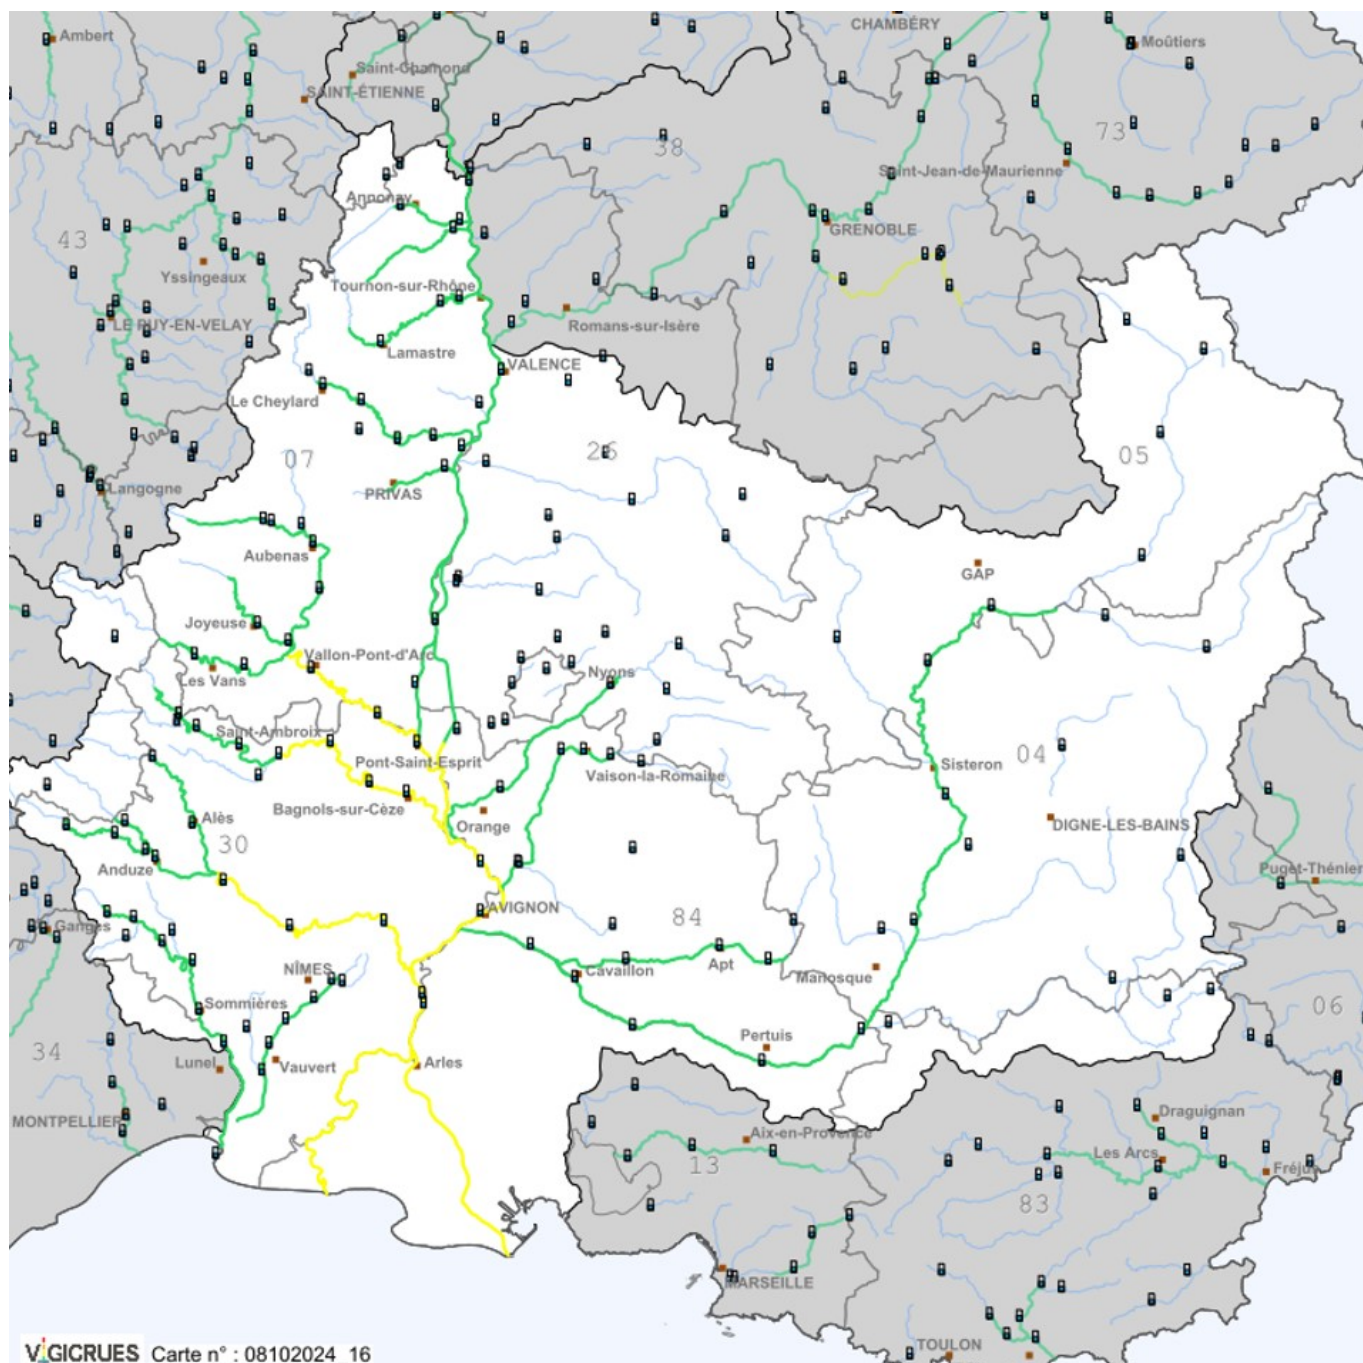 CHAMBÉRY
Ambert
Moûtiers
Saint-Chamond
SAINT-ÉTIENNE
73
38
Saint-Jean-de-Maurienne
Annonay
GRENOBLE
43
Yssingeaux
Tournon-sur-Rhône
LE PUY-EN-VELAY
Romans-sur-Isère
Lamastre
VALENCE
Le Cheylard
07
26
05
Langogne
PRIVAS
Aubenas
GAP
Joyeuse
Vallon-Pont-d'Arc
Les Vans
Nyons
Saint-Ambroix
04
Pont-Saint-Esprit
Sisteron
Vaison-la-Romaine
Bagnols-sur-Cèze
Orange
Alès
DIGNE-LES-BAINS
30
Anduze
Puget-Thénier
AVIGNON
84
Ganges
Apt
NÎMES
Cavaillon
Manosque
Sommières
06
Pertuis
34
Lunel
Vauvert
Arles
MONTPELLIER
Draguignan
Aix-en-Provence
Les Arcs
13
Fréjus
83
MARSEILLE
TOULON
VIGICRUES Carte n° : 08102024_16